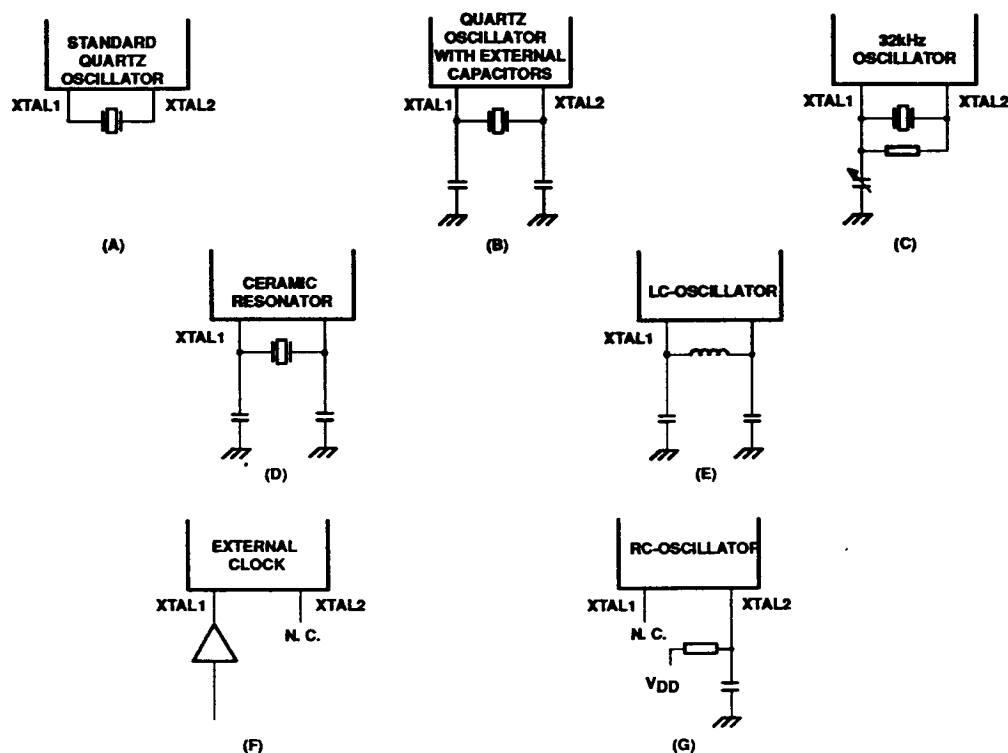 STANDARD
QUARTZ
OSCILLATOR
XTAL1
XTAL2
(A)
QUARTZ
OSCILLATOR
WITH EXTERNAL
CAPACITORS
XTAL1
XTAL2
(B)
32kHz
OSCILLATOR
XTAL1
XTAL2
(C)
CERAMIC
RESONATOR
XTAL1
(D)
LC-OSCILLATOR
XTAL1
(E)
EXTERNAL
CLOCK
XTAL1
XTAL2
N. C.
(F)
RC-OSCILLATOR
XTAL1
XTAL2
N. C.
VDD
(G)